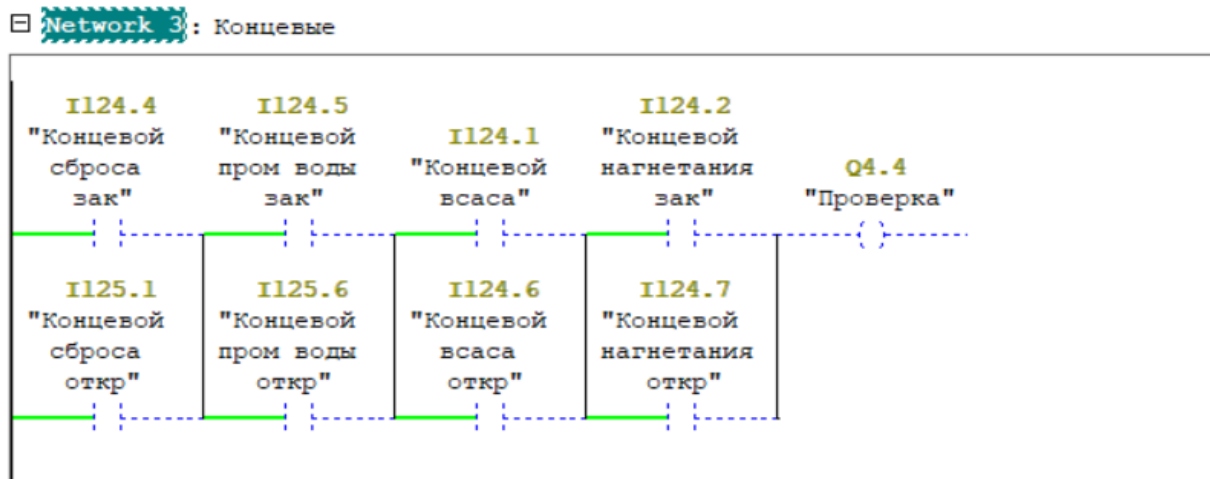 Network 3: Концевые
I124.4
"Концевой
сброса
зак"
I124.5
"Концевой
пром воды
зак"
I124.1
"Концевой
всаса"
I124.2
"Концевой
нагнетания
зак"
Q4.4
"Проверка"
I125.1
"Концевой
сброса
откр"
I125.6
"Концевой
пром воды
откр"
I124.6
"Концевой
всаса
откр"
I124.7
"Концевой
нагнетания
откр"